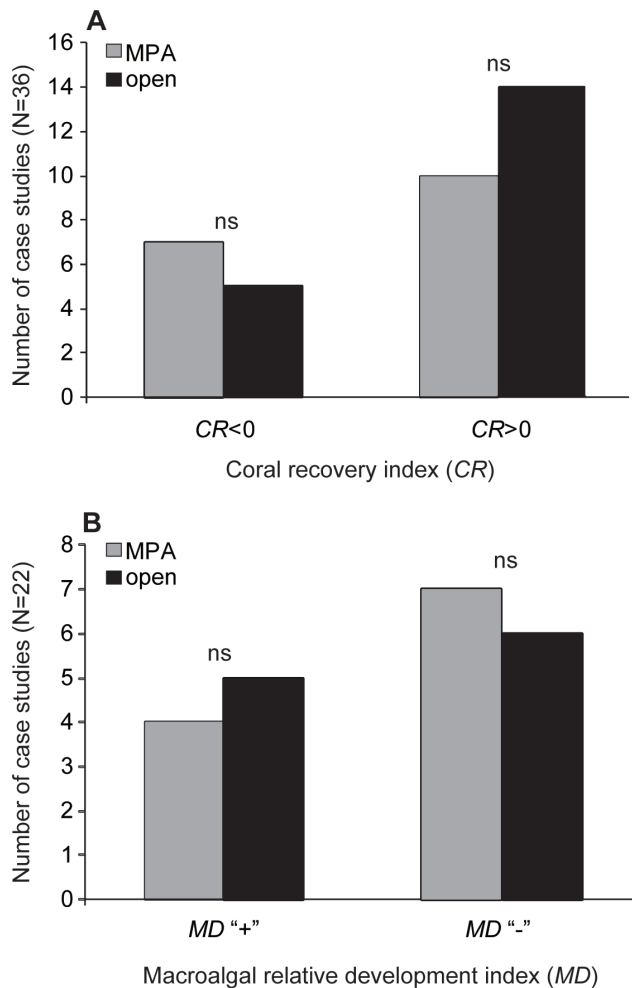 A
16
14
12
10
8
6
4
2
0
Number of case studies (N=36)
MPA
open
ns
ns
CR<0
CR>0
Coral recovery index (CR)
B
8
7
6
5
4
3
2
1
0
Number of case studies (N=22)
MPA
open
ns
ns
MD “+”
MD “-”
Macroalgal relative development index (MD)